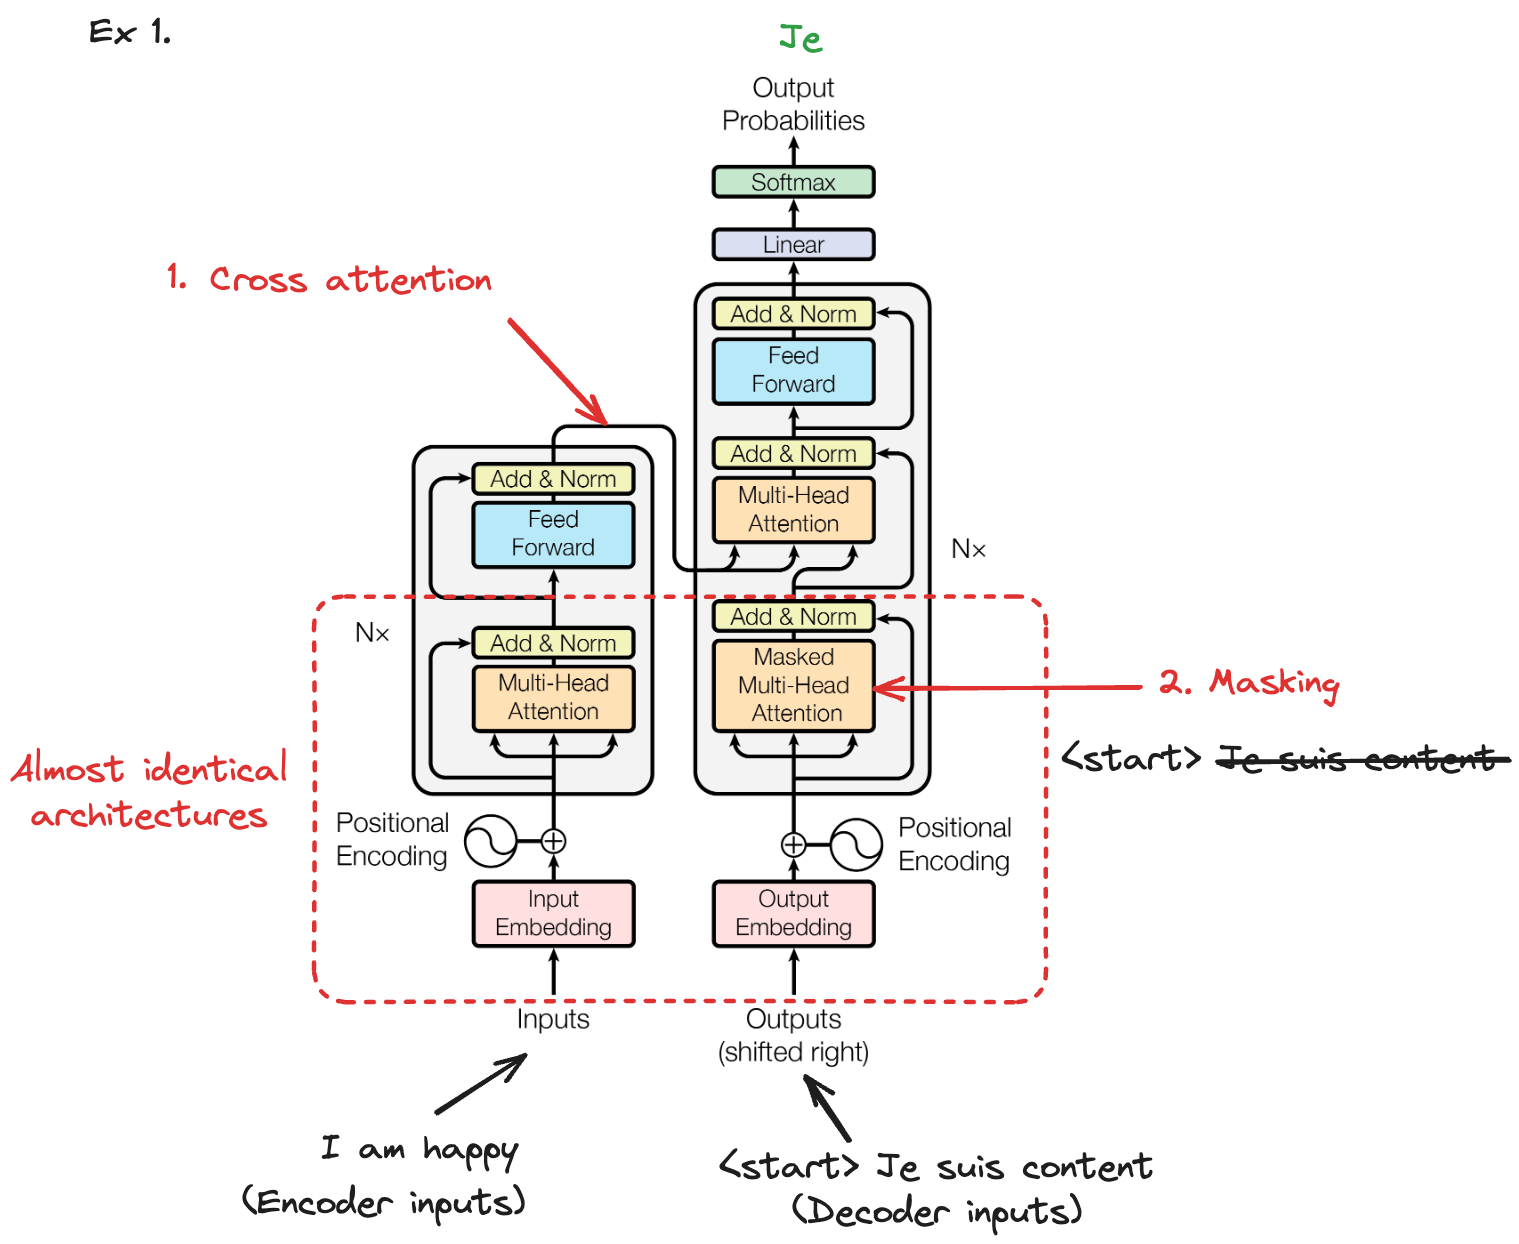 Ex 1.
Je
Output
Probabilities
Softmax
Linear
1. Cross attention
Add & Norm
Feed
Forward
Add & Norm
Multi-Head
Attention
Nx
Add & Norm
Feed
Forward
Nx
Add & Norm
Multi-Head
Attention
Add & Norm
Masked
Multi-Head
Attention
2. Masking
<start> Je suis content
Almost identical
architectures
Positional
Encoding
Positional
Encoding
Input
Embedding
Output
Embedding
Inputs
Outputs
(shifted right)
I am happy
(Encoder inputs)
<start> Je suis content
(Decoder inputs)